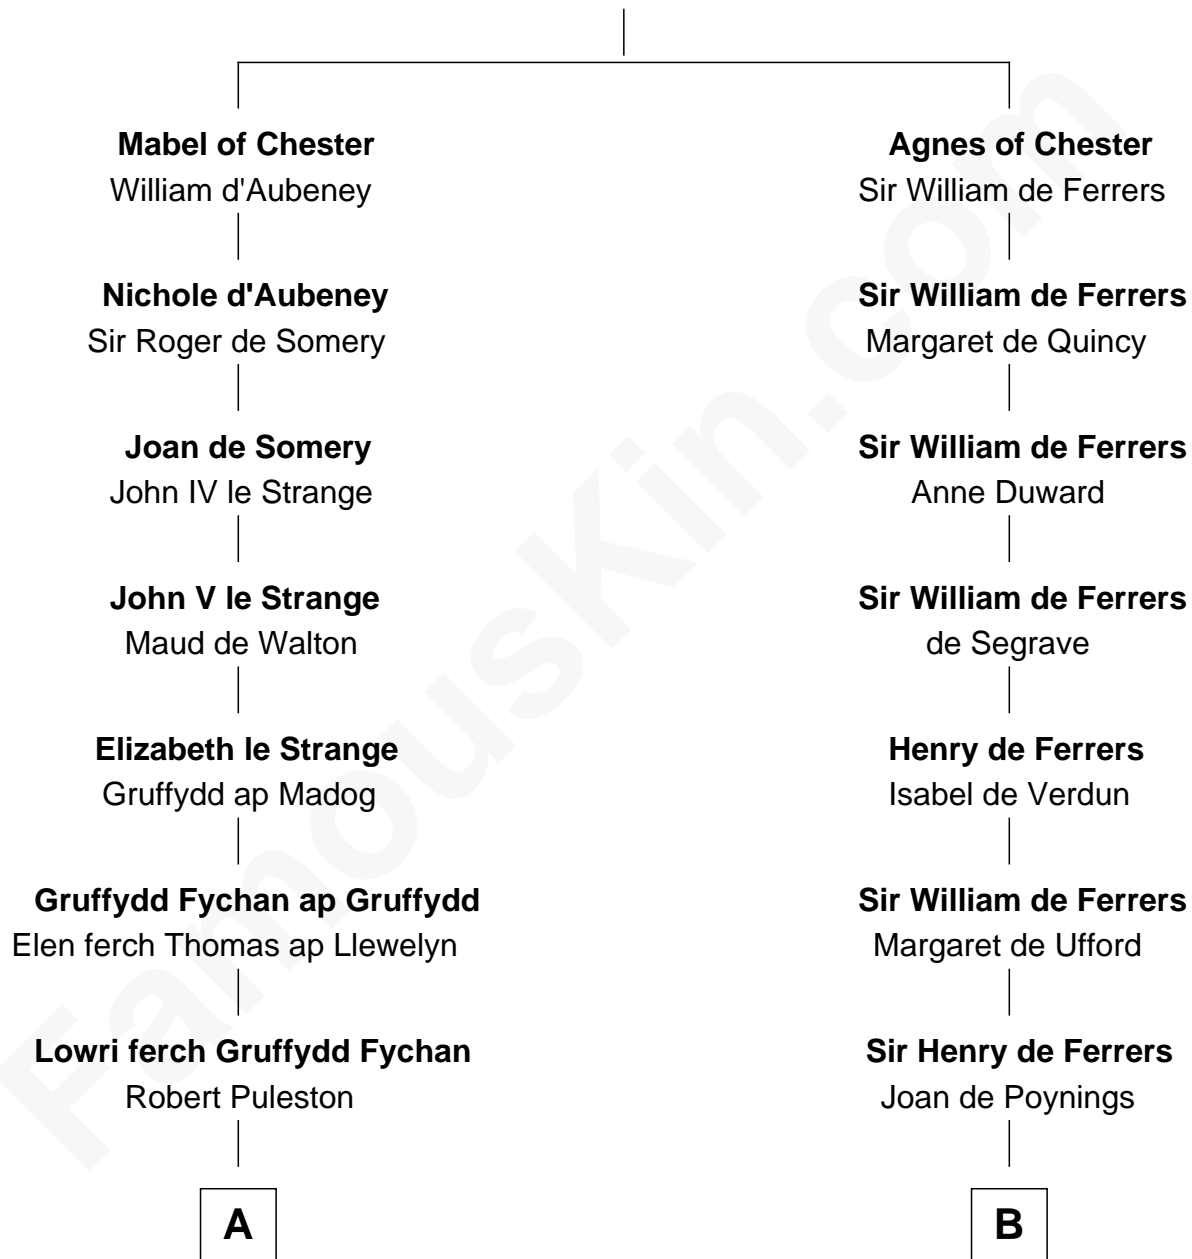 Mabel of Chester
William d'Aubeney
Nichole d'Aubeney
Sir Roger de Somery
Joan de Somery
John IV le Strange
John V le Strange
Maud de Walton
Elizabeth le Strange
Gruffydd ap Madog
Gruffydd Fychan ap Gruffydd
Elen ferch Thomas ap Llewelyn
Lowri ferch Gruffydd Fychan
Robert Puleston
A
Agnes of Chester
Sir William de Ferrers
Sir William de Ferrers
Margaret de Quincy
Sir William de Ferrers
Anne Duward
Sir William de Ferrers
de Segrave
Henry de Ferrers
Isabel de Verdun
Sir William de Ferrers
Margaret de Ufford
Sir Henry de Ferrers
Joan de Poynings
B
FamousKin.com